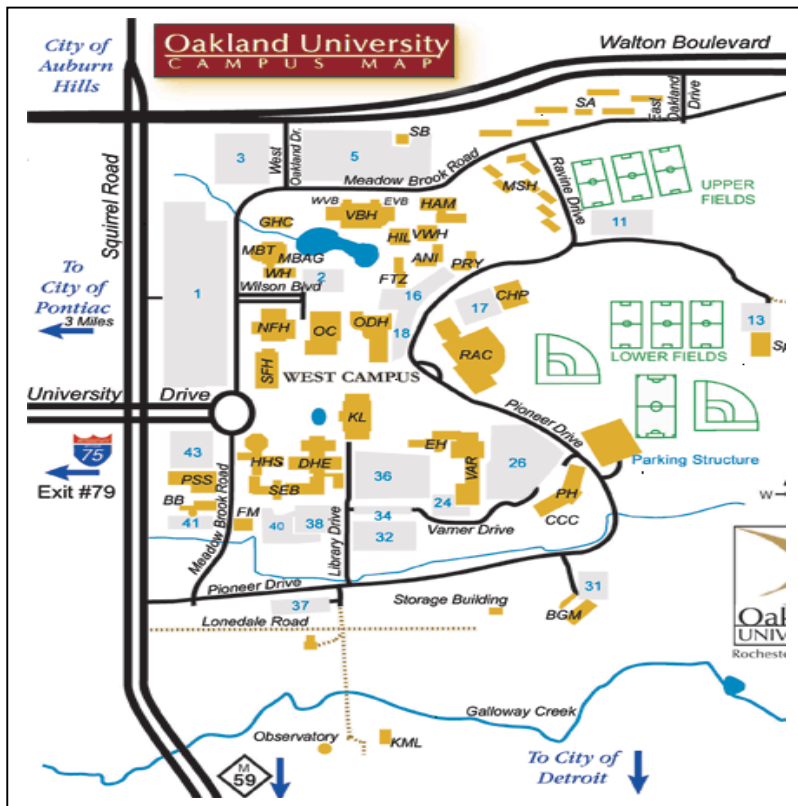 City of
Auburn
Hills
Oakland University
CAMPUS MAP
Walton Boulevard
SA
East
Oakland
Drive
SB
3
West
Oakland Dr.
5
Meadow Brook Road
MSH
Ravine Drive
UPPER
FIELDS
11
Squirrel Road
WVB
EVB
VBH
HAM
GHC
HIL
VWH
MBT
MBAG
WH
ANI
PRY
FTZ
2
Wilson Blvd
To
City of
Pontiac
3 Miles
1
16
17
CHP
13
NFH
OC
ODH
18
RAC
LOWER FIELDS
Sp
SFH
WEST CAMPUS
University
Drive
KL
Pioneer Drive
75
Exit #79
43
HHS
DHE
EH
VAR
26
Parking Structure
PSS
SEB
36
BB
41
FM
40
38
Library Drive
34
24
32
Varner Drive
PH
CCC
W
Meadow Brook Road
Pioneer Drive
37
Lonedale Road
Storage Building
BGM
31
Oa
UNIVER
Rochester
Galloway Creek
Observatory
KML
M
59
To City of
Detroit